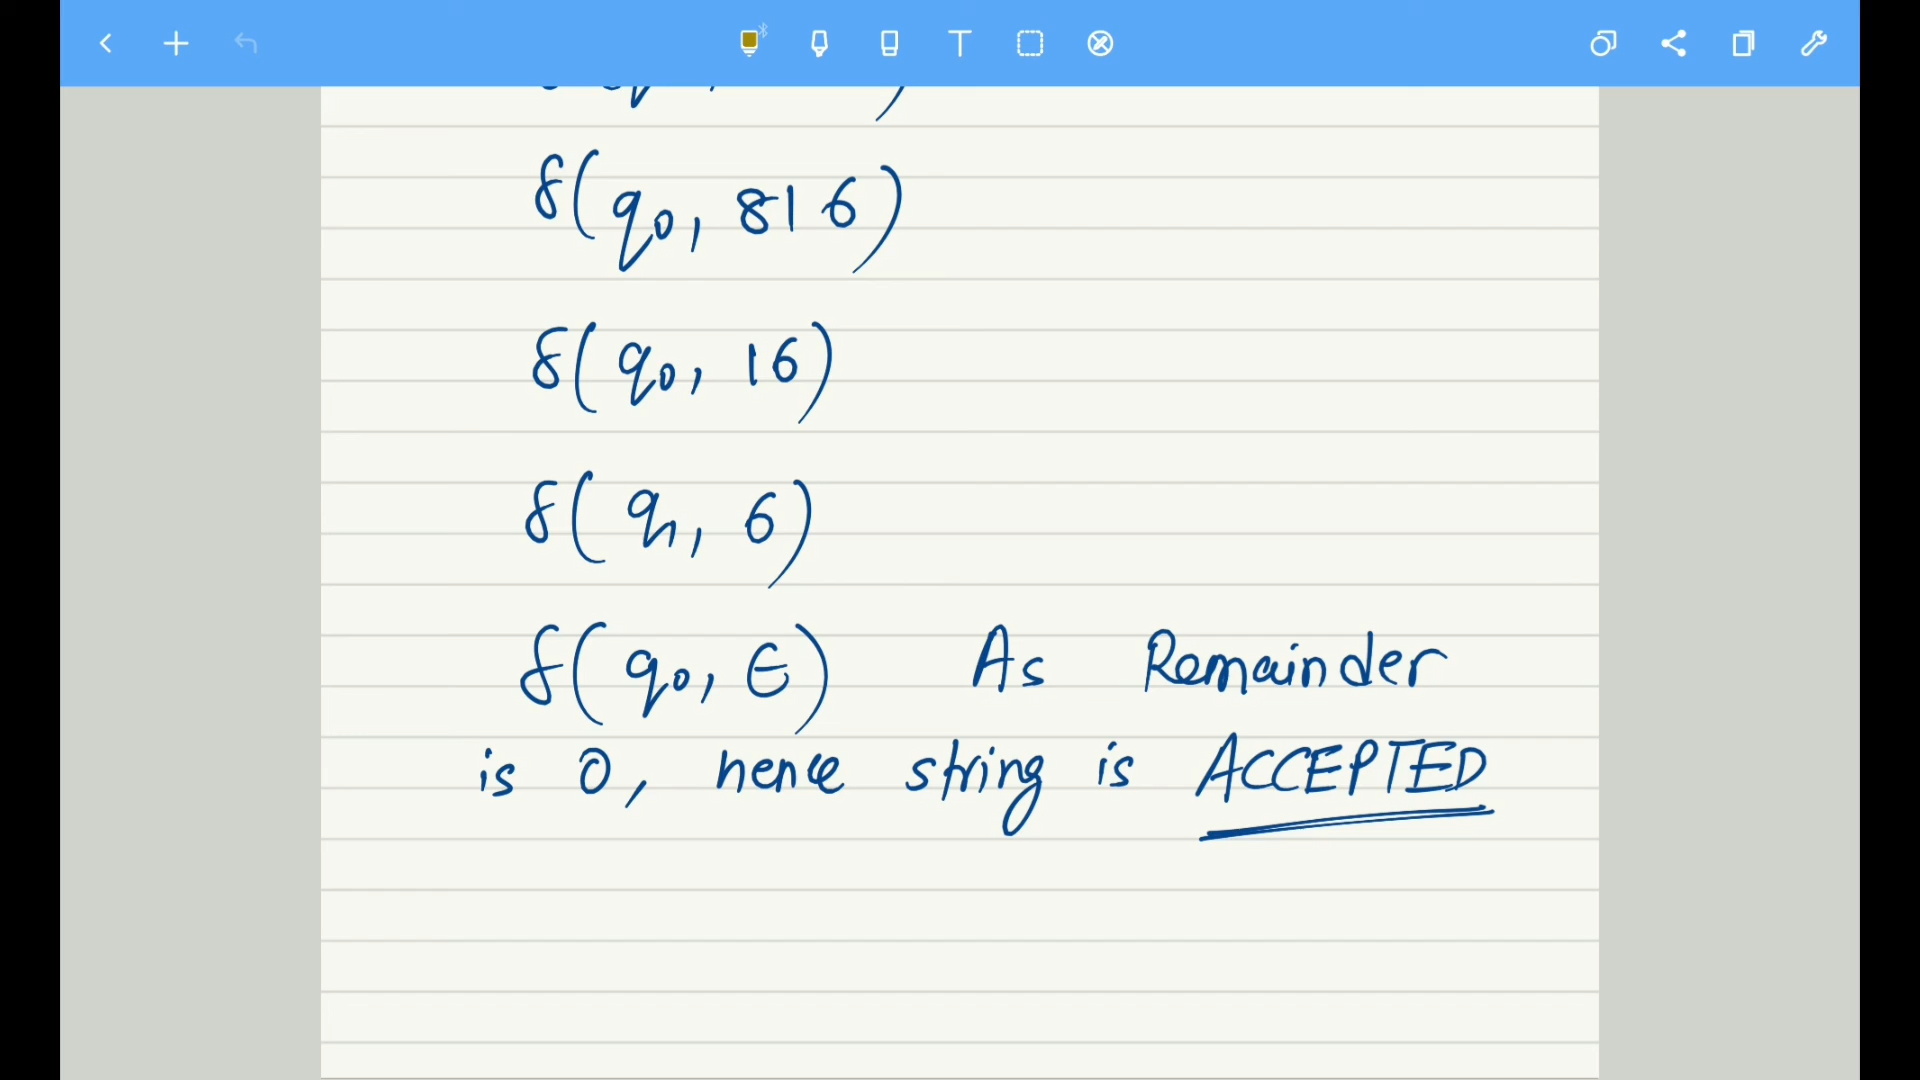 δ(q₀, 816)
δ(q₀, 16)
δ(q₁, 6)
δ(q₀, ϵ) As Remainder
is 0, hence string is ACCEPTED